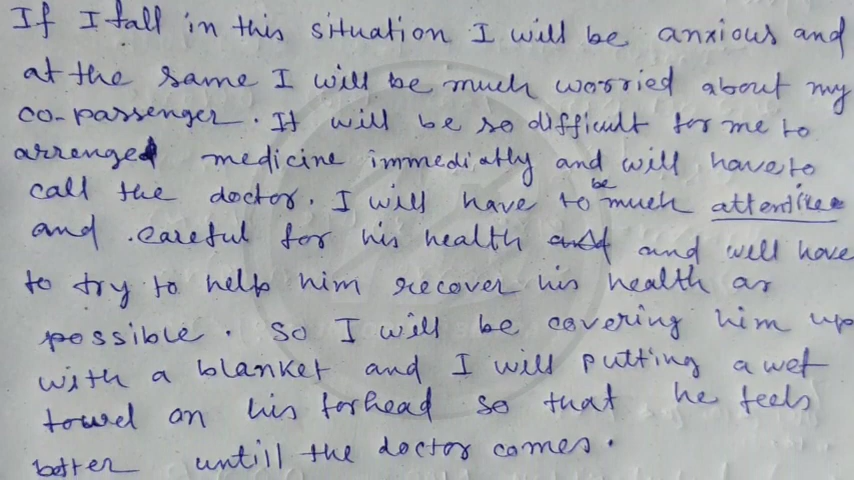 If I fall in this situation I will be anxious and
at the same I will be much worried about my
co-passenger. It will be so difficult for me to
arrenged medicine immediatly and will have to
call the doctor. I will have to be much attentive
and careful for his health and and will have
to try to help him recover his health as
possible. So I will be covering him up
with a blanket and I will putting a wet
towel on his forhead so that he feels
better untill the doctor comes.